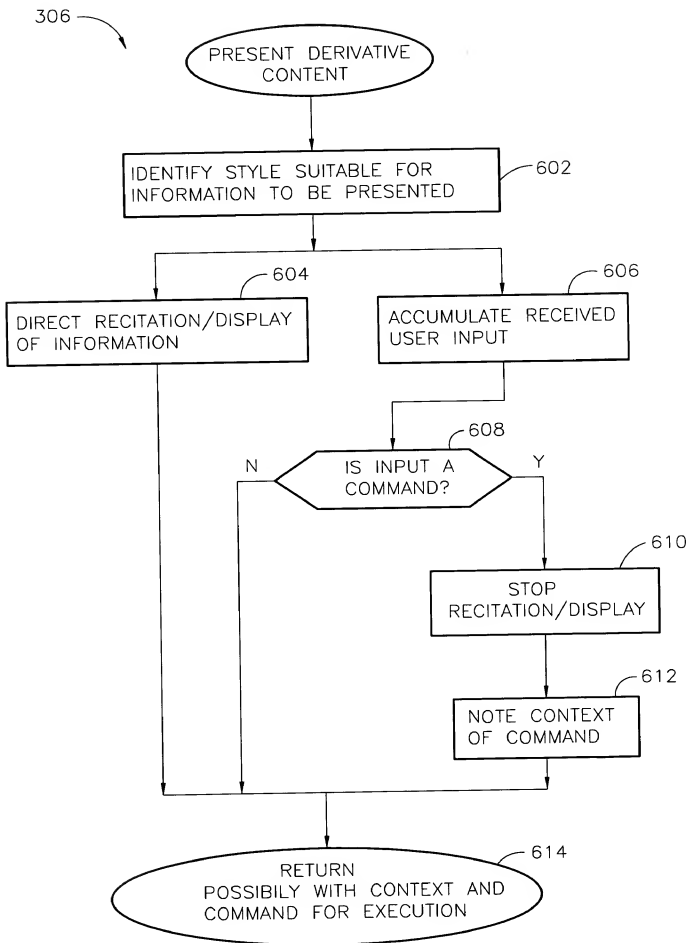 306
PRESENT DERIVATIVE
CONTENT
IDENTIFY STYLE SUITABLE FOR
INFORMATION TO BE PRESENTED
602
604
DIRECT RECITATION/DISPLAY
OF INFORMATION
606
ACCUMULATE RECEIVED
USER INPUT
608
N
IS INPUT A
COMMAND?
Y
610
STOP
RECITATION/DISPLAY
612
NOTE CONTEXT
OF COMMAND
614
RETURN
POSSIBILY WITH CONTEXT AND
COMMAND FOR EXECUTION